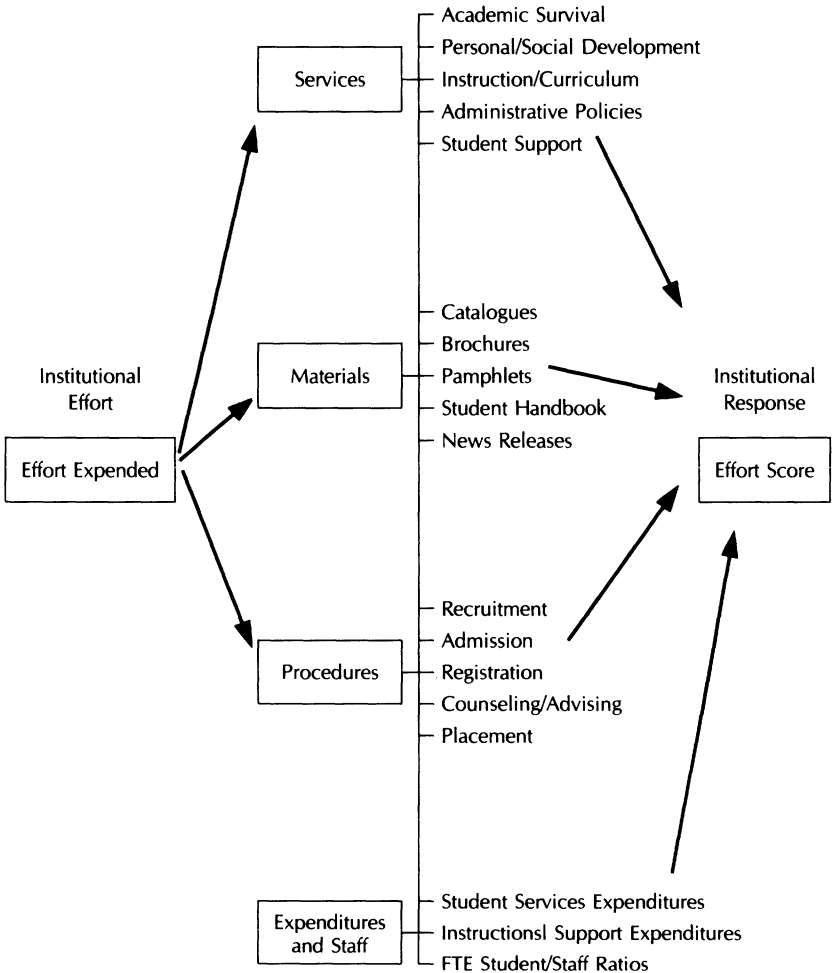 Academic Survival
Personal/Social Development
Services
Instruction/Curriculum
Administrative Policies
Student Support
Catalogues
Brochures
Institutional
Effort
Materials
Pamphlets
Institutional
Response
Student Handbook
News Releases
Effort Expended
Effort Score
Recruitment
Admission
Procedures
Registration
Counseling/Advising
Placement
Student Services Expenditures
Expenditures
and Staff
Instructionsl Support Expenditures
FTE Student/Staff Ratios